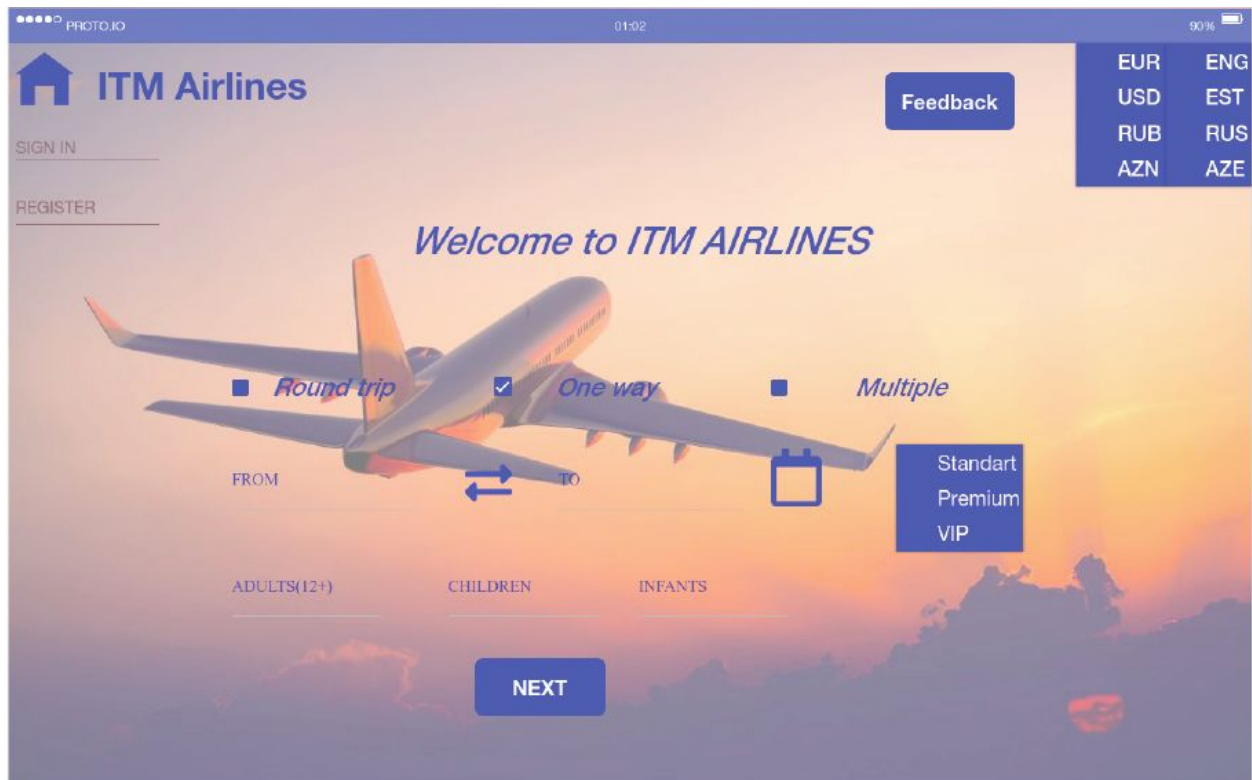 PROTO.IO 01:02 90%
ITM Airlines
Feedback
EUR ENG
USD EST
RUB RUS
AZN AZE
SIGN IN
REGISTER
Welcome to ITM AIRLINES
Round trip One way Multiple
FROM TO
Standart
Premium
VIP
ADULTS(12+) CHILDREN INFANTS
NEXT